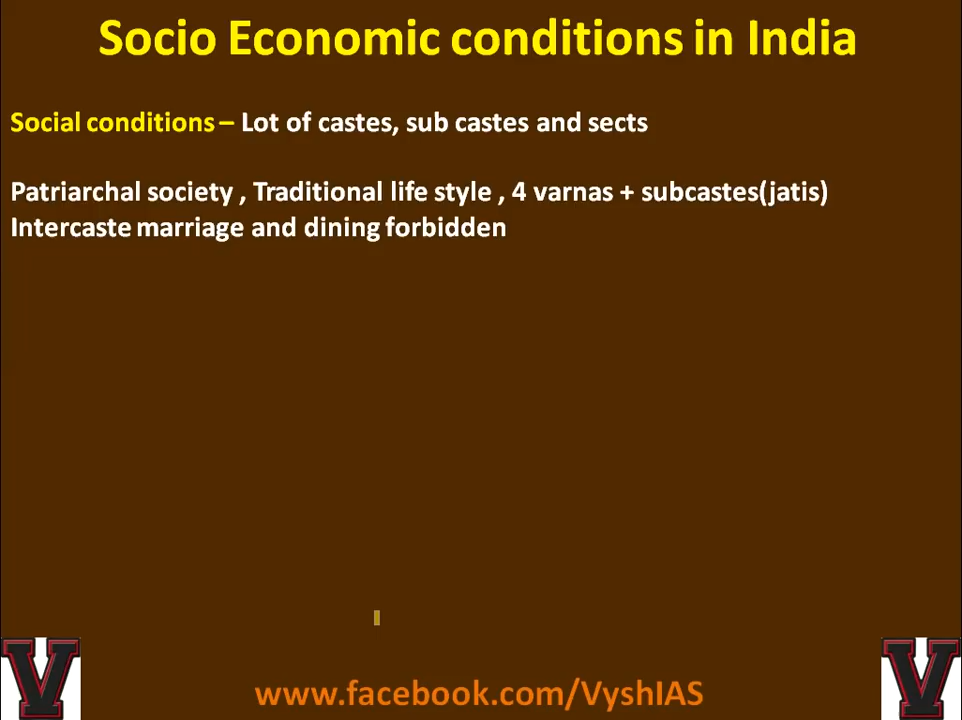 Socio Economic conditions in India
Social conditions – Lot of castes, sub castes and sects
Patriarchal society , Traditional life style , 4 varnas + subcastes(jatis)
Intercaste marriage and dining forbidden
V
www.facebook.com/VyshIAS
V